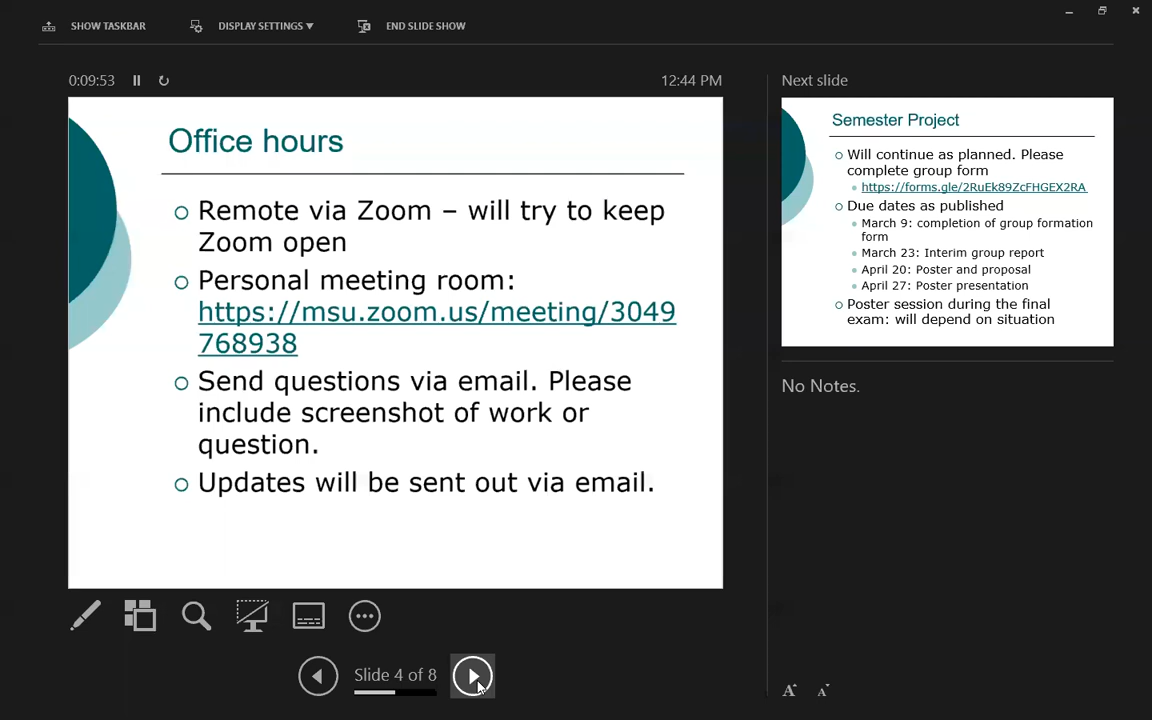 SHOW TASKBAR
DISPLAY SETTINGS ▾
END SLIDE SHOW
0:09:53
12:44 PM
Office hours
Remote via Zoom – will try to keep
Zoom open
Personal meeting room:
https://msu.zoom.us/meeting/3049
768938
Send questions via email. Please
include screenshot of work or
question.
Updates will be sent out via email.
Slide 4 of 8
Next slide
Semester Project
Will continue as planned. Please
complete group form
https://forms.gle/2RuEk89ZcFHGEX2RA
Due dates as published
March 9: completion of group formation
form
March 23: Interim group report
April 20: Poster and proposal
April 27: Poster presentation
Poster session during the final
exam: will depend on situation
No Notes.
A A